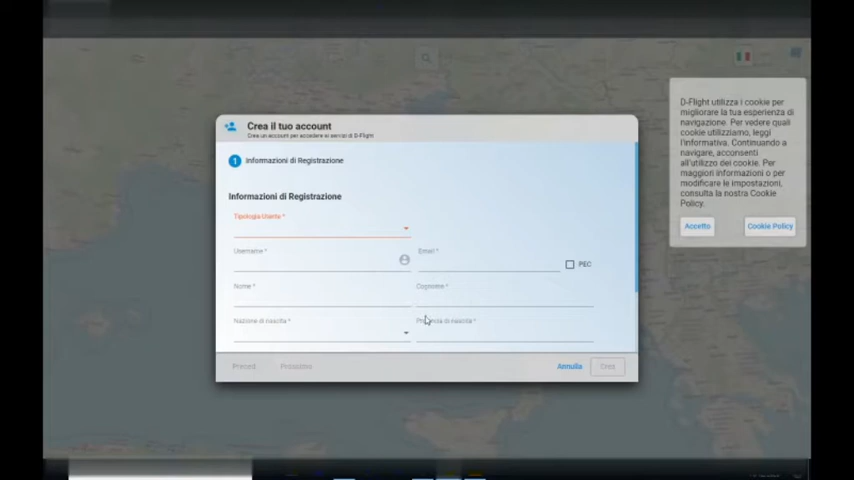 Crea il tuo account
Crea un account per accedere ai servizi di D-Flight
1 Informazioni di Registrazione
Informazioni di Registrazione
Tipologia Utente *
Username *
Email *
PEC
Nome *
Cognome *
Nazione di nascita *
Provincia di nascita *
Precedi
Prossimo
Annulla
Crea
D-Flight utilizza i cookie per
migliorare la tua esperienza di
navigazione. Per vedere quali
cookie utilizziamo, leggi
l'informativa. Continuando a
navigare, acconsenti
all'utilizzo dei cookie. Per
maggiori informazioni o per
modificare le impostazioni,
consulta la nostra Cookie
Policy.
Accetto
Cookie Policy